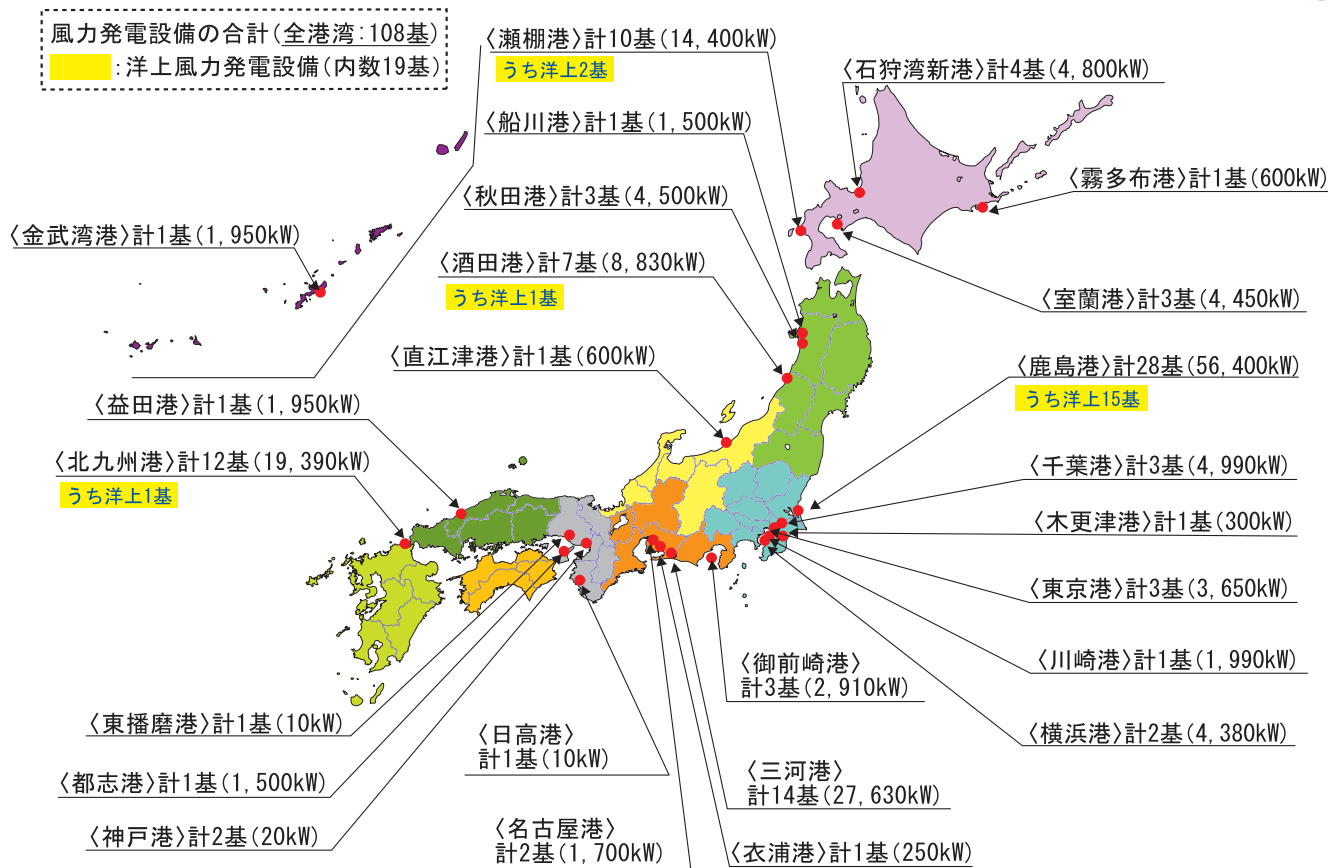 風力発電設備の合計(全港湾:108基)
:洋上風力発電設備(内数19基)
〈瀬棚港〉計10基(14,400kW)
うち洋上2基
〈石狩湾新港〉計4基(4,800kW)
〈船川港〉計1基(1,500kW)
〈霧多布港〉計1基(600kW)
〈秋田港〉計3基(4,500kW)
〈金武湾港〉計1基(1,950kW)
〈酒田港〉計7基(8,830kW)
うち洋上1基
〈室蘭港〉計3基(4,450kW)
〈直江津港〉計1基(600kW)
〈鹿島港〉計28基(56,400kW)
うち洋上15基
〈益田港〉計1基(1,950kW)
〈北九州港〉計12基(19,390kW)
うち洋上1基
〈千葉港〉計3基(4,990kW)
〈木更津港〉計1基(300kW)
〈東京港〉計3基(3,650kW)
〈川崎港〉計1基(1,990kW)
〈御前崎港〉
計3基(2,910kW)
〈横浜港〉計2基(4,380kW)
〈東播磨港〉計1基(10kW)
〈日高港〉
計1基(10kW)
〈都志港〉計1基(1,500kW)
〈三河港〉
計14基(27,630kW)
〈神戸港〉計2基(20kW)
〈名古屋港〉
計2基(1,700kW)
〈衣浦港〉計1基(250kW)